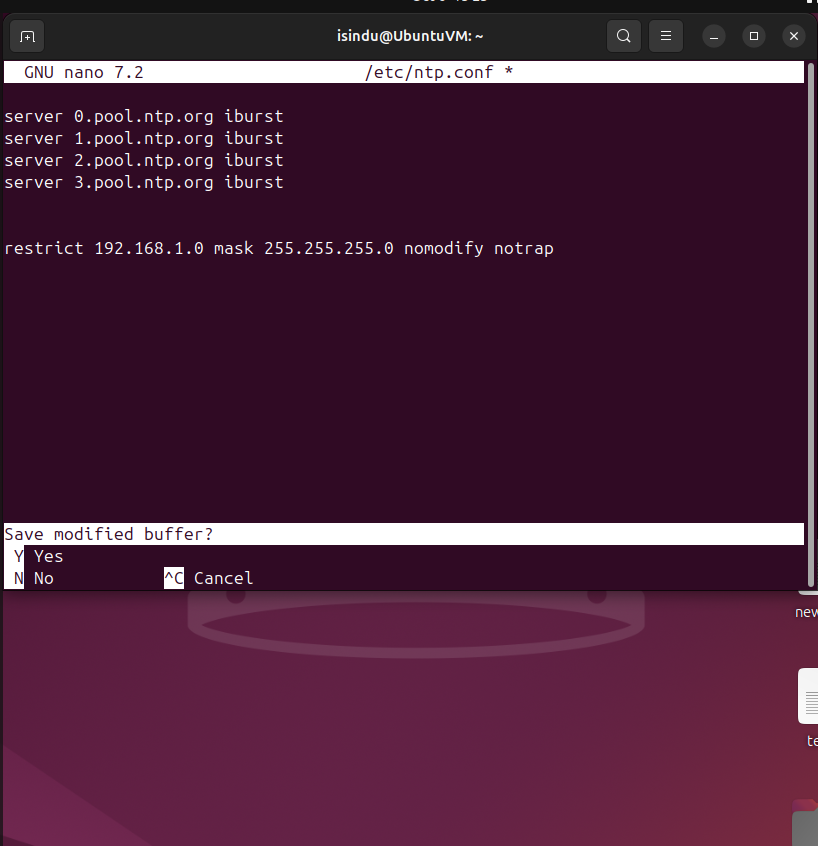 isindu@UbuntuVM: ~
GNU nano 7.2 /etc/ntp.conf *
server 0.pool.ntp.org iburst
server 1.pool.ntp.org iburst
server 2.pool.ntp.org iburst
server 3.pool.ntp.org iburst
restrict 192.168.1.0 mask 255.255.255.0 nomodify notrap
Save modified buffer?
Y Yes
N No ^C Cancel
new
te